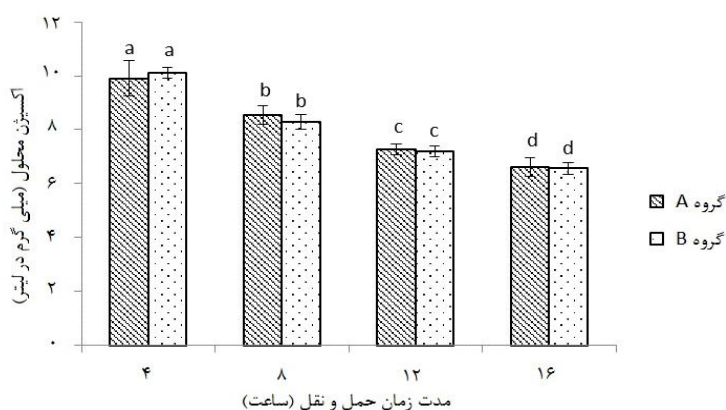 اکسیژن محلول (میلی گرم در لیتر)
۱۲
۱۰
۸
۶
۴
۲
۰
a a
b b
c c
d d
گروه A
گروه B
۴ ۸ ۱۲ ۱۶
مدت زمان حمل و نقل (ساعت)